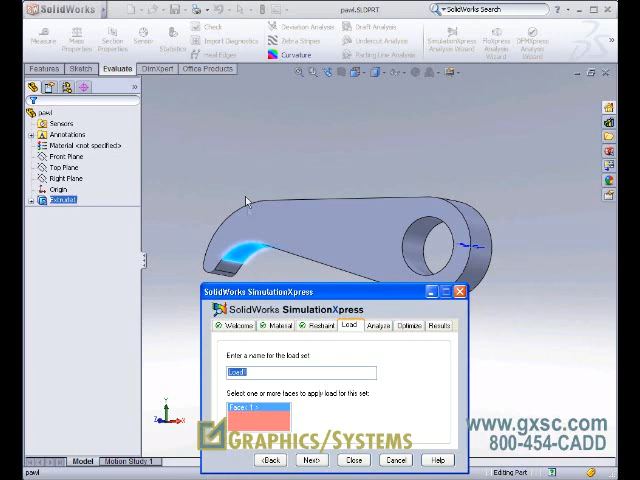 SolidWorks
pawl.SLDPRT
SolidWorks Search
Measure
Mass Properties
Section Properties
Sensor
Statistics
Check
Import Diagnostics
Heal Edges
Deviation Analysis
Zebra Stripes
Curvature
Draft Analysis
Undercut Analysis
Parting Line Analysis
SimulationXpress Analysis Wizard
FloXpress Analysis Wizard
DFMXpress Analysis Wizard
Features
Sketch
Evaluate
DimXpert
Office Products
pawl
Sensors
Annotations
Material <not specified>
Front Plane
Top Plane
Right Plane
Origin
Extrude1
SolidWorks SimulationXpress
SolidWorks SimulationXpress
Welcome
Material
Restraint
Load
Analyze
Optimize
Results
Enter a name for the load set:
Load1
Select one or more faces to apply load for this set:
Face< 1 >
<Back
Next>
Close
Cancel
Help
Y
X
Z
GRAPHICS/SYSTEMS
www.gxsc.com
800-454-CADD
Model
Motion Study 1
pawl
Editing Part